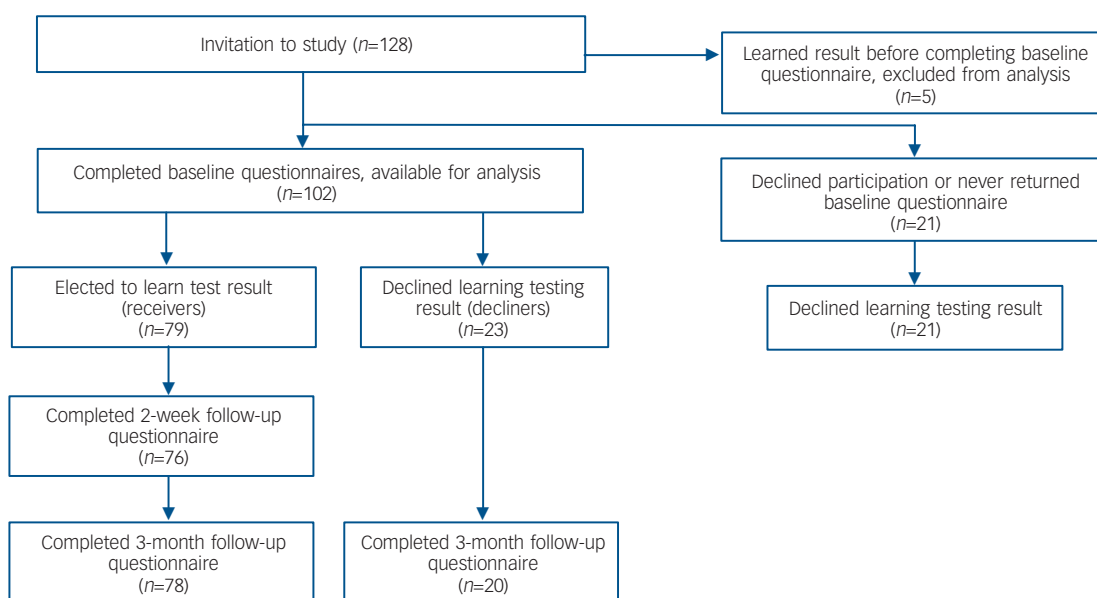 Invitation to study (n=128)
Learned result before completing baseline
questionnaire, excluded from analysis
(n=5)
Completed baseline questionnaires, available for analysis
(n=102)
Declined participation or never returned
baseline questionnaire
(n=21)
Elected to learn test result
(receivers)
(n=79)
Declined learning testing
result (decliners)
(n=23)
Declined learning testing result
(n=21)
Completed 2-week follow-up
questionnaire
(n=76)
Completed 3-month follow-up
questionnaire
(n=78)
Completed 3-month follow-up
questionnaire
(n=20)